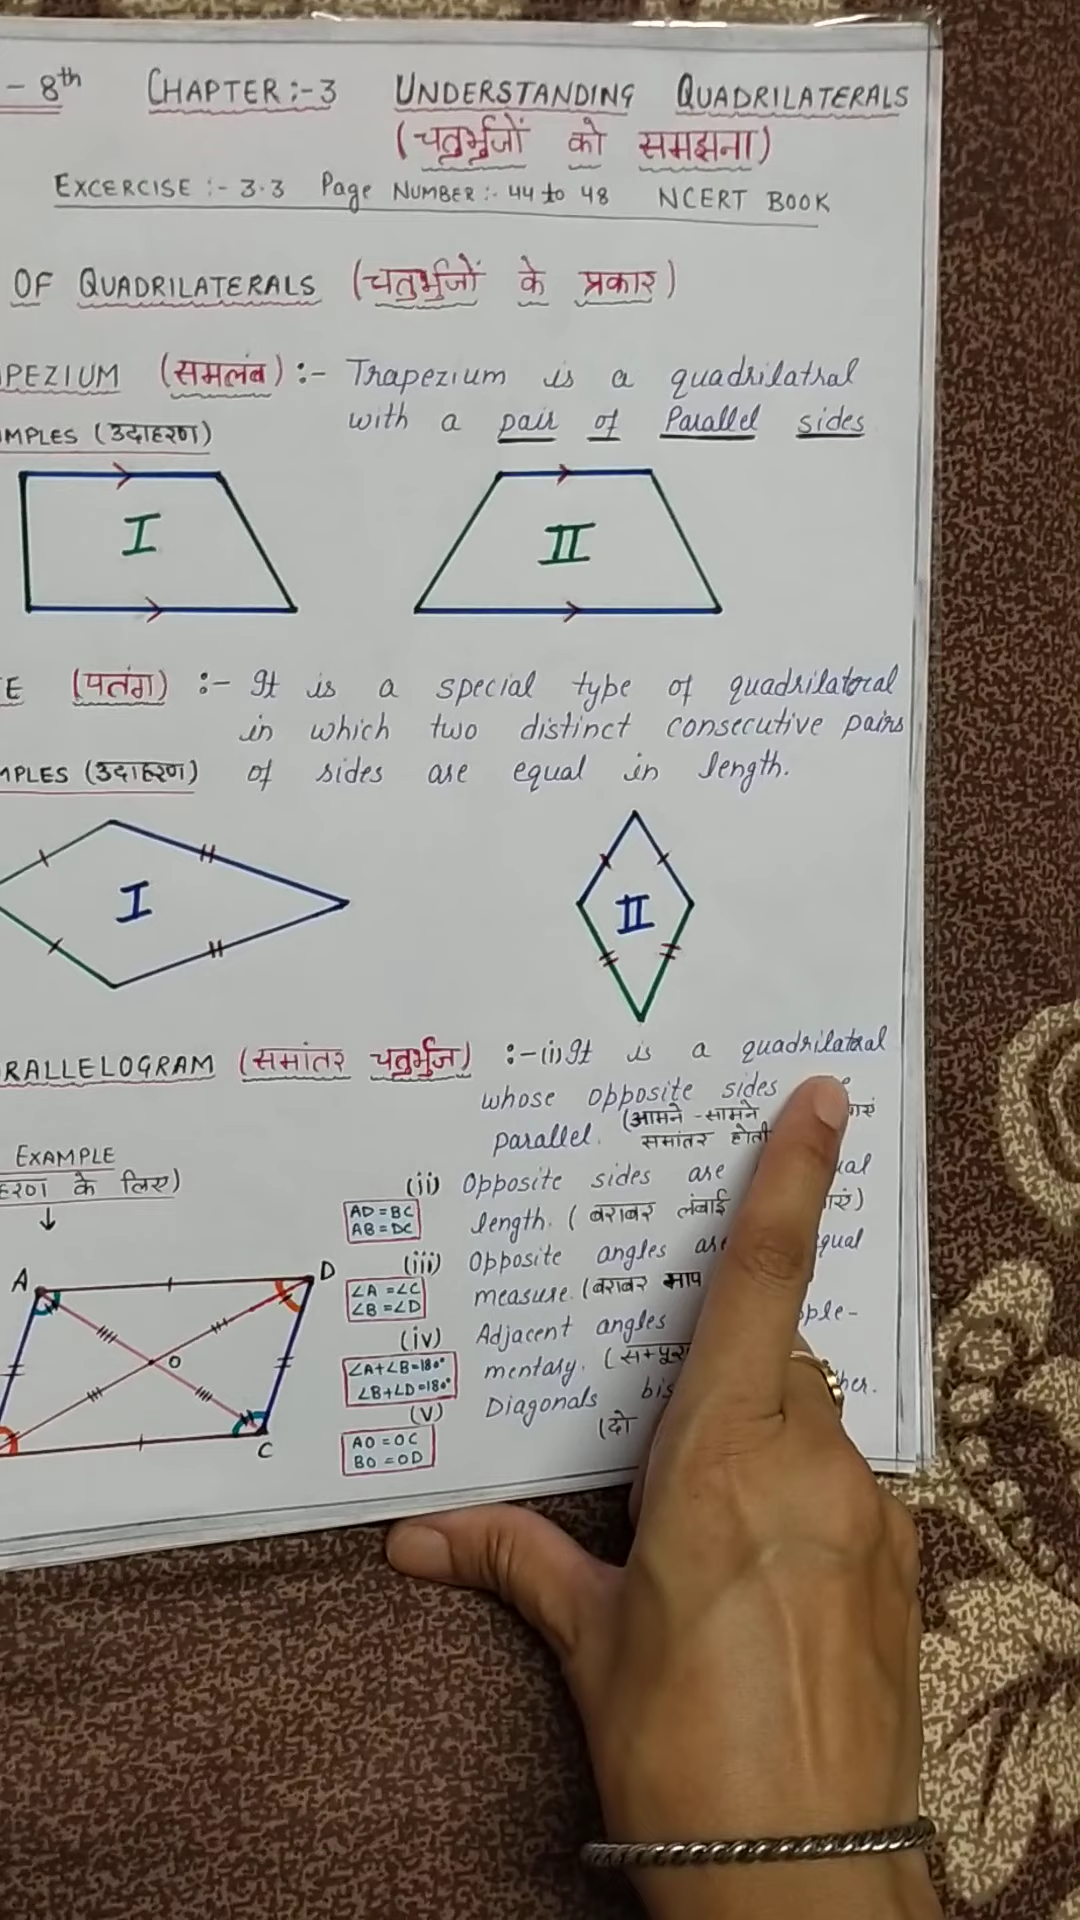 - 8th CHAPTER:-3 UNDERSTANDING QUADRILATERALS
(चतुर्भुजों को समझना)
EXCERCISE :- 3.3 Page NUMBER:- 44 to 48 NCERT BOOK
OF QUADRILATERALS (चतुर्भुजों के प्रकार)
PEZIUM (समलंब) :- Trapezium is a quadrilatral
with a pair of Parallel sides
MPLES (उदाहरण)
I
II
E (पतंग) :- It is a special type of quadrilatoral
in which two distinct consecutive pairs
MPLES (उदाहरण) of sides are equal in length.
I
II
RALLELOGRAM (समांतर चतुर्भुज) :-(i) It is a quadrilataral
whose opposite sides
parallel. (आमने -सामने
समांतर होती
EXAMPLE
के लिए)
(ii) Opposite sides are
AD=BC
AB=DC
length. (बराबर लंबाई
(iii) Opposite angles are equal
∠A=∠C
∠B=∠D
measure. (बराबर माप
(iv) Adjacent angles
∠A+∠B=180°
∠B+∠D=180°
mentary.
(v) Diagonals
(दो
AO=OC
BO=OD
A
D
O
C